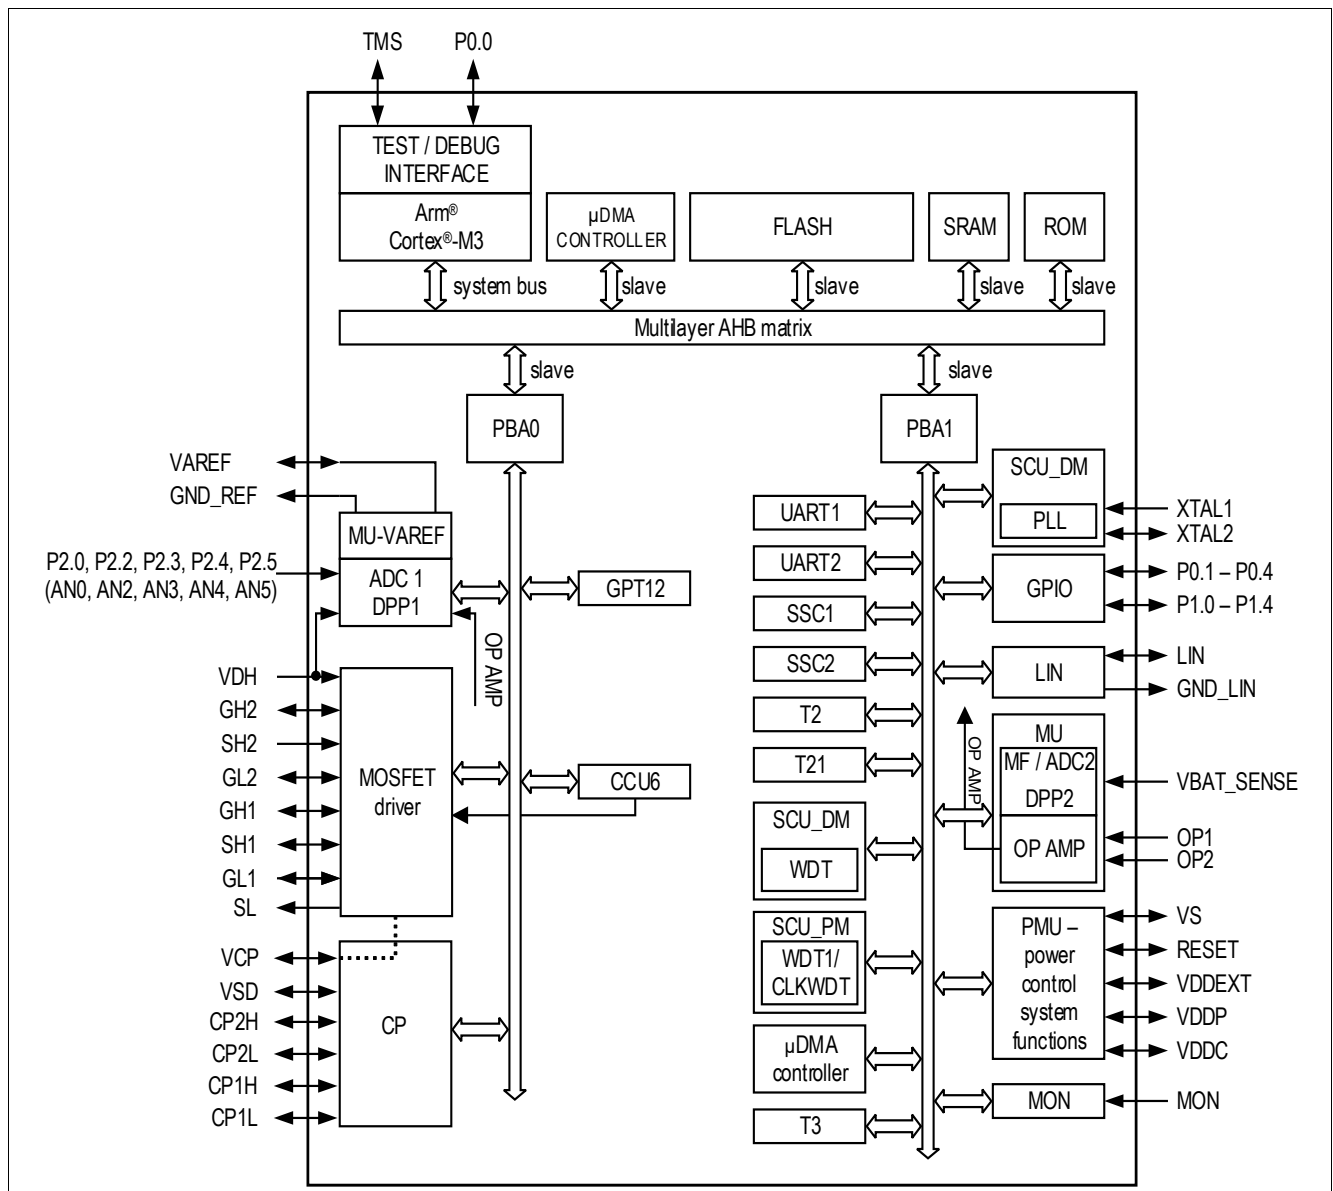 TMS
P0.0
TEST / DEBUG
INTERFACE
Arm®
Cortex®-M3
µDMA
CONTROLLER
FLASH
SRAM
ROM
system bus
slave
slave
slave
slave
Multilayer AHB matrix
slave
slave
PBA0
PBA1
VAREF
GND_REF
MU-VAREF
P2.0, P2.2, P2.3, P2.4, P2.5
(AN0, AN2, AN3, AN4, AN5)
ADC 1
DPP1
GPT12
OP AMP
VDH
GH2
SH2
GL2
GH1
SH1
GL1
SL
MOSFET
driver
CCU6
VCP
VSD
CP2H
CP2L
CP1H
CP1L
CP
UART1
UART2
SSC1
SSC2
T2
T21
SCU_DM
WDT
SCU_PM
WDT1/
CLKWDT
µDMA
controller
T3
SCU_DM
PLL
XTAL1
XTAL2
GPIO
P0.1 – P0.4
P1.0 – P1.4
LIN
LIN
GND_LIN
OP AMP
MU
MF / ADC2
DPP2
OP AMP
VBAT_SENSE
OP1
OP2
PMU –
power
control
system
functions
VS
RESET
VDDEXT
VDDP
VDDC
MON
MON